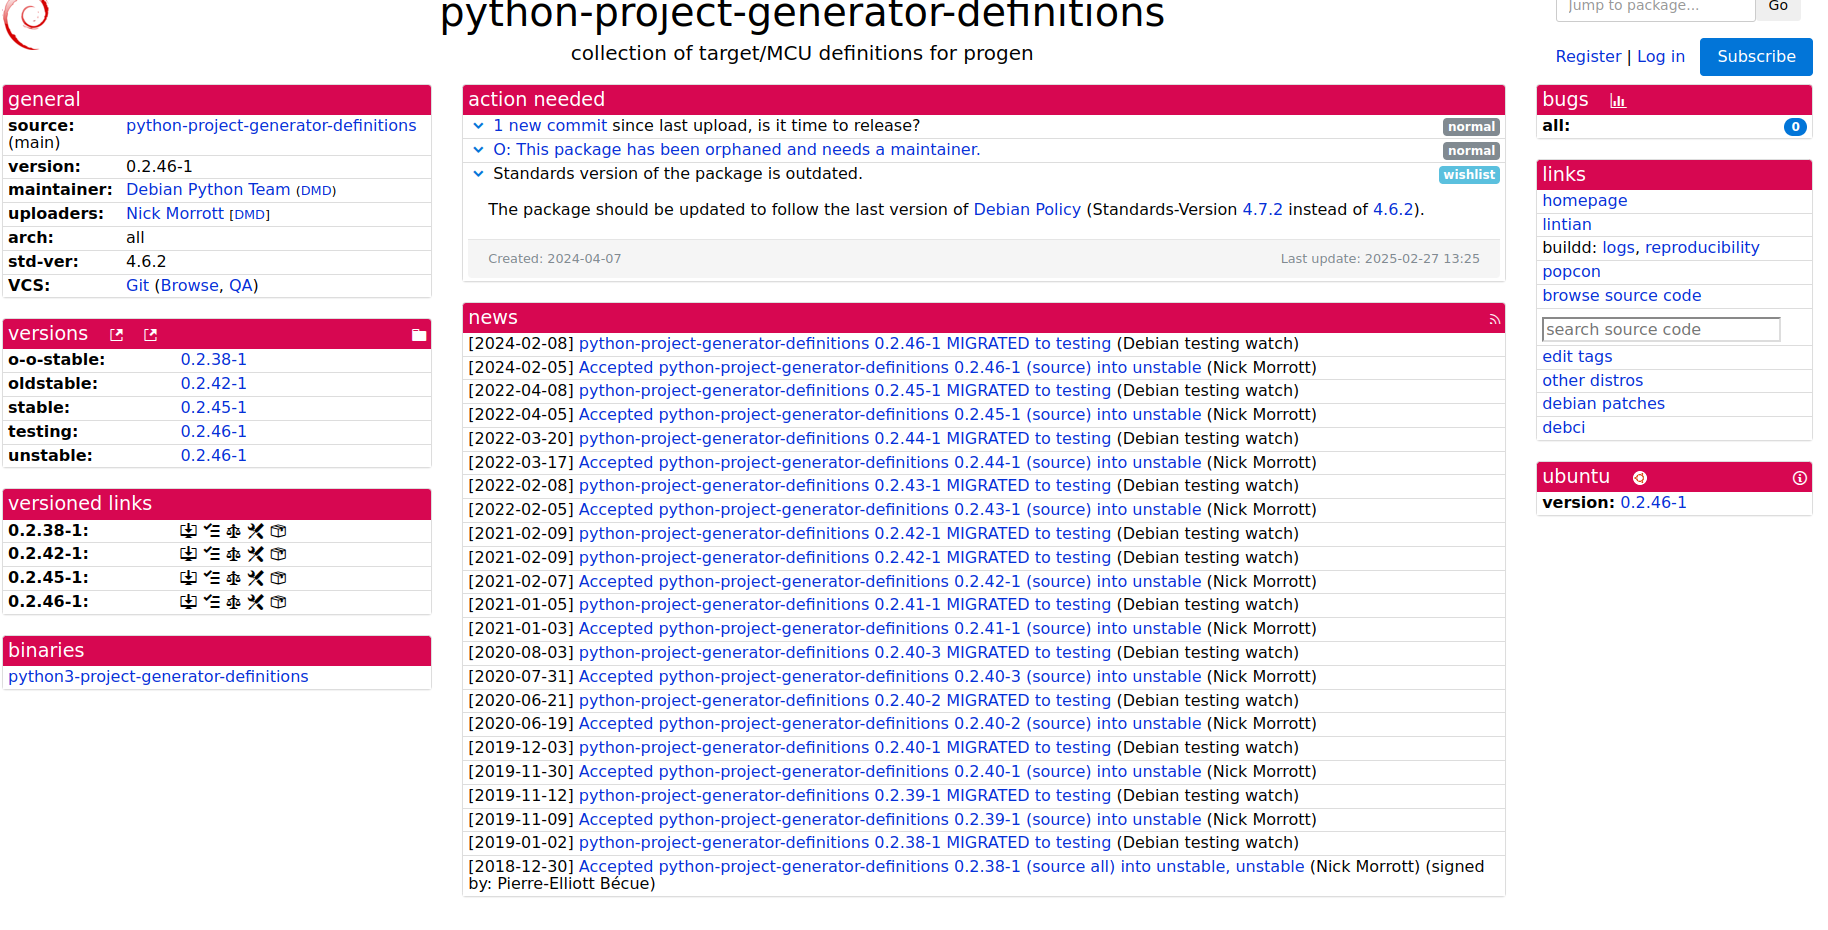 python-project-generator-definitions
collection of target/MCU definitions for progen
Jump to package...
Go
Register | Log in
Subscribe
general
source: python-project-generator-definitions
(main)
version: 0.2.46-1
maintainer: Debian Python Team (DMD)
uploaders: Nick Morrott [DMD]
arch: all
std-ver: 4.6.2
VCS: Git (Browse, QA)
versions
o-o-stable: 0.2.38-1
oldstable: 0.2.42-1
stable: 0.2.45-1
testing: 0.2.46-1
unstable: 0.2.46-1
versioned links
0.2.38-1:
0.2.42-1:
0.2.45-1:
0.2.46-1:
binaries
python3-project-generator-definitions
action needed
1 new commit since last upload, is it time to release? normal
O: This package has been orphaned and needs a maintainer. normal
Standards version of the package is outdated. wishlist
The package should be updated to follow the last version of Debian Policy (Standards-Version 4.7.2 instead of 4.6.2).
Created: 2024-04-07 Last update: 2025-02-27 13:25
news
[2024-02-08] python-project-generator-definitions 0.2.46-1 MIGRATED to testing (Debian testing watch)
[2024-02-05] Accepted python-project-generator-definitions 0.2.46-1 (source) into unstable (Nick Morrott)
[2022-04-08] python-project-generator-definitions 0.2.45-1 MIGRATED to testing (Debian testing watch)
[2022-04-05] Accepted python-project-generator-definitions 0.2.45-1 (source) into unstable (Nick Morrott)
[2022-03-20] python-project-generator-definitions 0.2.44-1 MIGRATED to testing (Debian testing watch)
[2022-03-17] Accepted python-project-generator-definitions 0.2.44-1 (source) into unstable (Nick Morrott)
[2022-02-08] python-project-generator-definitions 0.2.43-1 MIGRATED to testing (Debian testing watch)
[2022-02-05] Accepted python-project-generator-definitions 0.2.43-1 (source) into unstable (Nick Morrott)
[2021-02-09] python-project-generator-definitions 0.2.42-1 MIGRATED to testing (Debian testing watch)
[2021-02-09] python-project-generator-definitions 0.2.42-1 MIGRATED to testing (Debian testing watch)
[2021-02-07] Accepted python-project-generator-definitions 0.2.42-1 (source) into unstable (Nick Morrott)
[2021-01-05] python-project-generator-definitions 0.2.41-1 MIGRATED to testing (Debian testing watch)
[2021-01-03] Accepted python-project-generator-definitions 0.2.41-1 (source) into unstable (Nick Morrott)
[2020-08-03] python-project-generator-definitions 0.2.40-3 MIGRATED to testing (Debian testing watch)
[2020-07-31] Accepted python-project-generator-definitions 0.2.40-3 (source) into unstable (Nick Morrott)
[2020-06-21] python-project-generator-definitions 0.2.40-2 MIGRATED to testing (Debian testing watch)
[2020-06-19] Accepted python-project-generator-definitions 0.2.40-2 (source) into unstable (Nick Morrott)
[2019-12-03] python-project-generator-definitions 0.2.40-1 MIGRATED to testing (Debian testing watch)
[2019-11-30] Accepted python-project-generator-definitions 0.2.40-1 (source) into unstable (Nick Morrott)
[2019-11-12] python-project-generator-definitions 0.2.39-1 MIGRATED to testing (Debian testing watch)
[2019-11-09] Accepted python-project-generator-definitions 0.2.39-1 (source) into unstable (Nick Morrott)
[2019-01-02] python-project-generator-definitions 0.2.38-1 MIGRATED to testing (Debian testing watch)
[2018-12-30] Accepted python-project-generator-definitions 0.2.38-1 (source all) into unstable, unstable (Nick Morrott) (signed
by: Pierre-Elliott Bécue)
bugs
all: 0
links
homepage
lintian
buildd: logs, reproducibility
popcon
browse source code
search source code
edit tags
other distros
debian patches
debci
ubuntu
version: 0.2.46-1